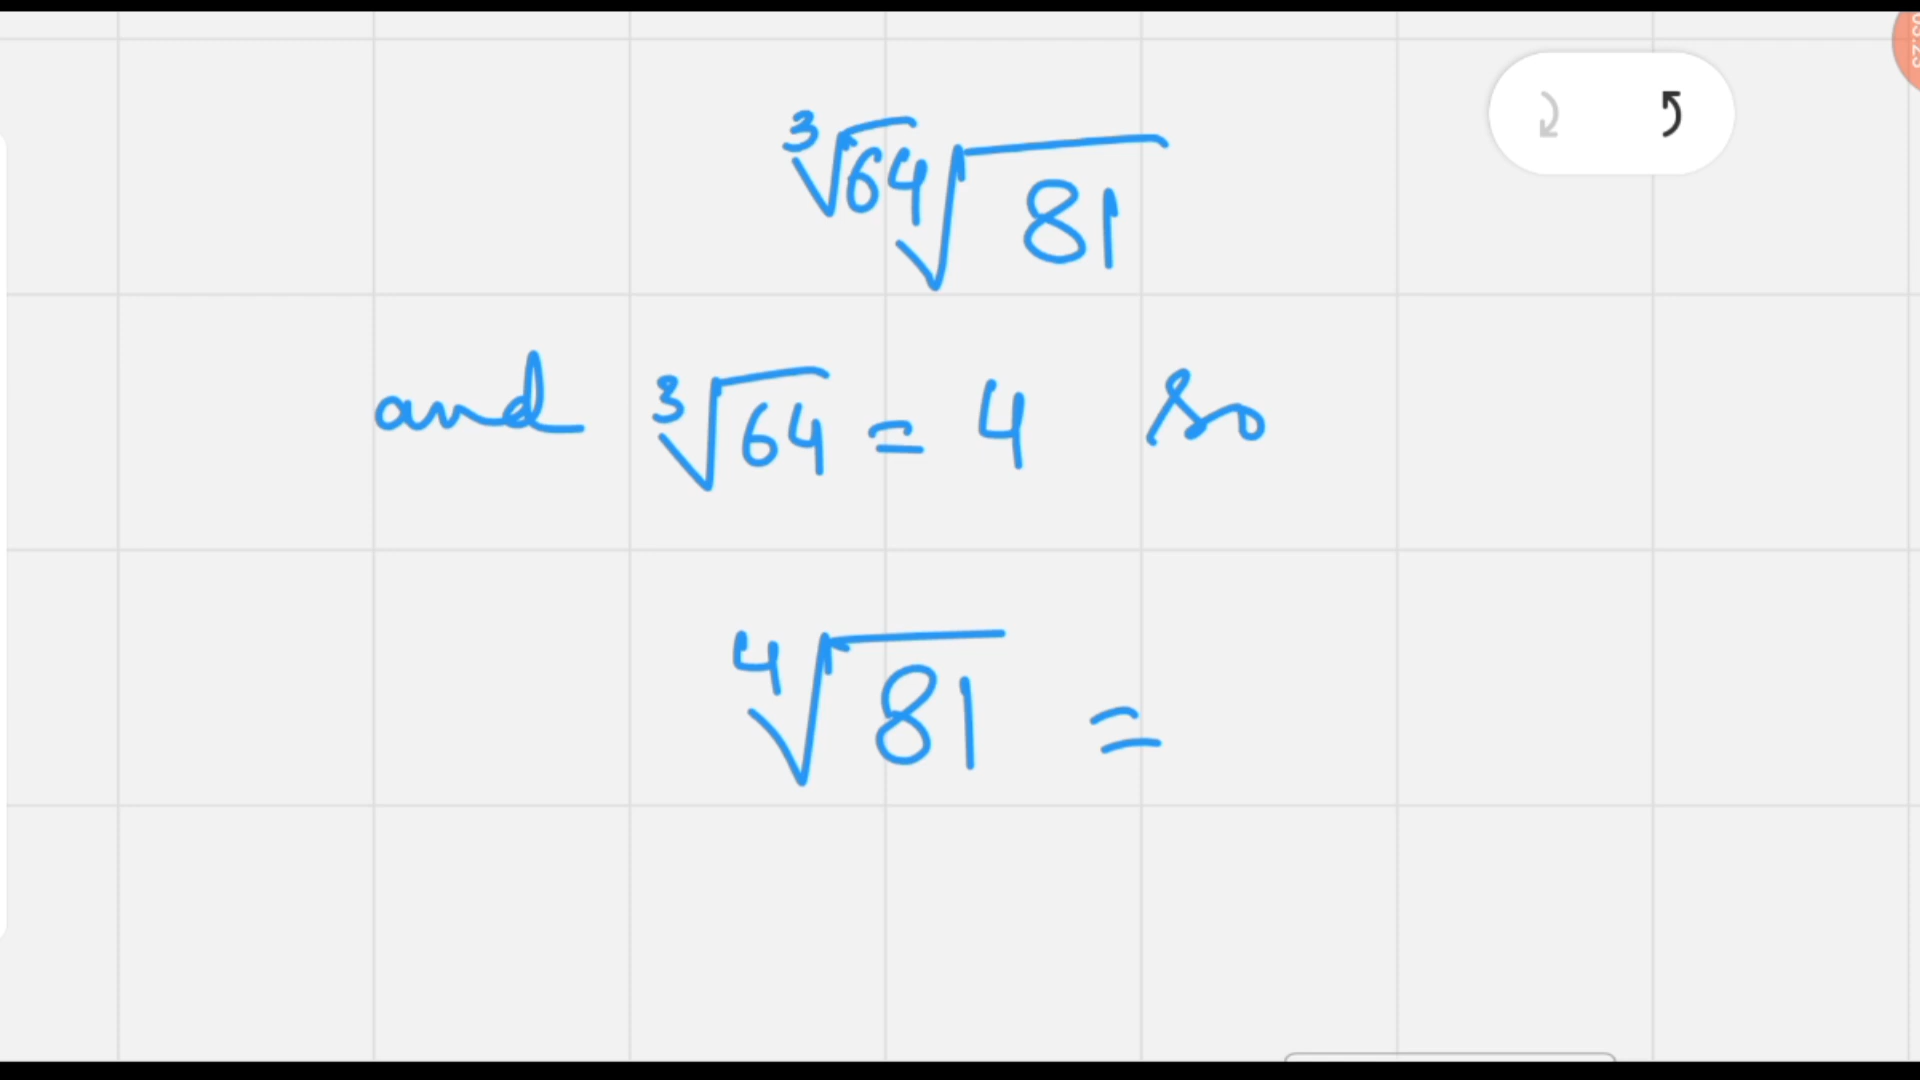 ∛64√81
and ∛64 = 4 so
∜81 =